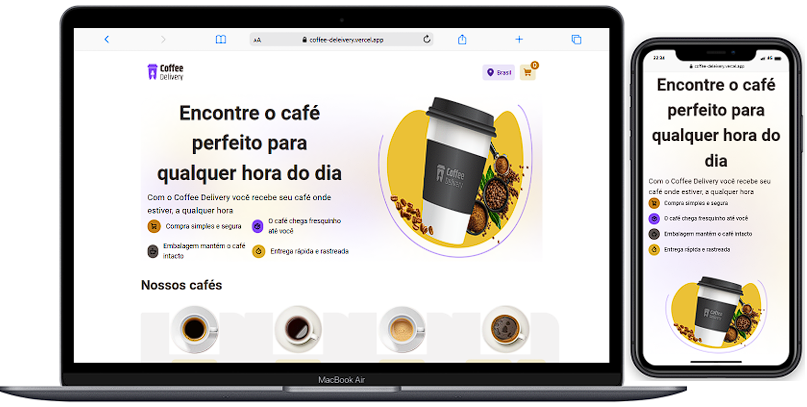 AA
coffee-deleivery.vercel.app
Coffee
Delivery
Brasil
0
Encontre o café
perfeito para
qualquer hora do dia
Com o Coffee Delivery você recebe seu café onde
estiver, a qualquer hora
Compra simples e segura
O café chega fresquinho
até você
Embalagem mantém o café
intacto
Entrega rápida e rastreada
Coffee
Delivery
Nossos cafés
MacBook Air
22:34
4G
coffee-deleivery.vercel.app
Encontre o café
perfeito para
qualquer hora do
dia
Com o Coffee Delivery você recebe seu
café onde estiver, a qualquer hora
Compra simples e segura
O café chega fresquinho até você
Embalagem mantém o café intacto
Entrega rápida e rastreada
Coffee
Delivery